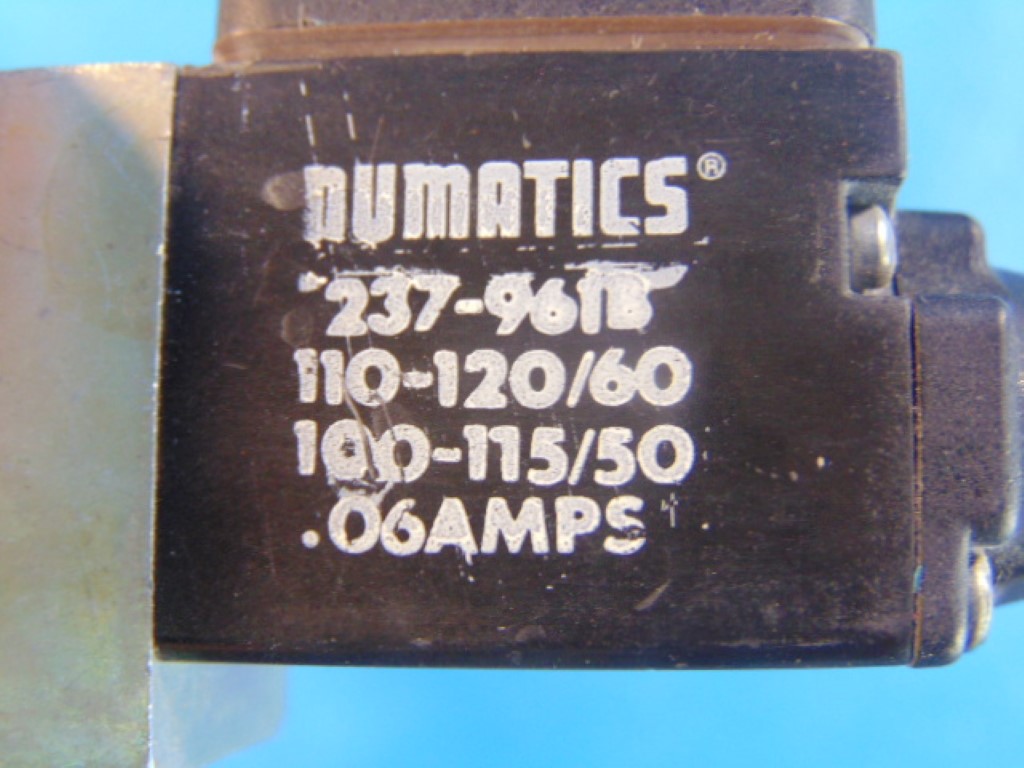 NUMATICS®
237-961B
110-120/60
100-115/50
.06AMPS